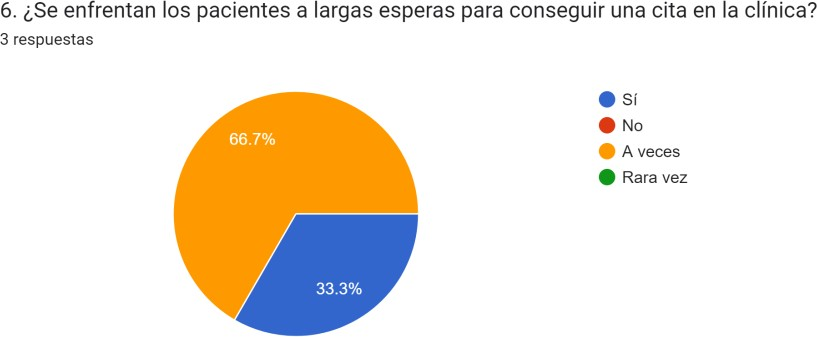 6. ¿Se enfrentan los pacientes a largas esperas para conseguir una cita en la clínica?
3 respuestas
66.7%
33.3%
Sí
No
A veces
Rara vez